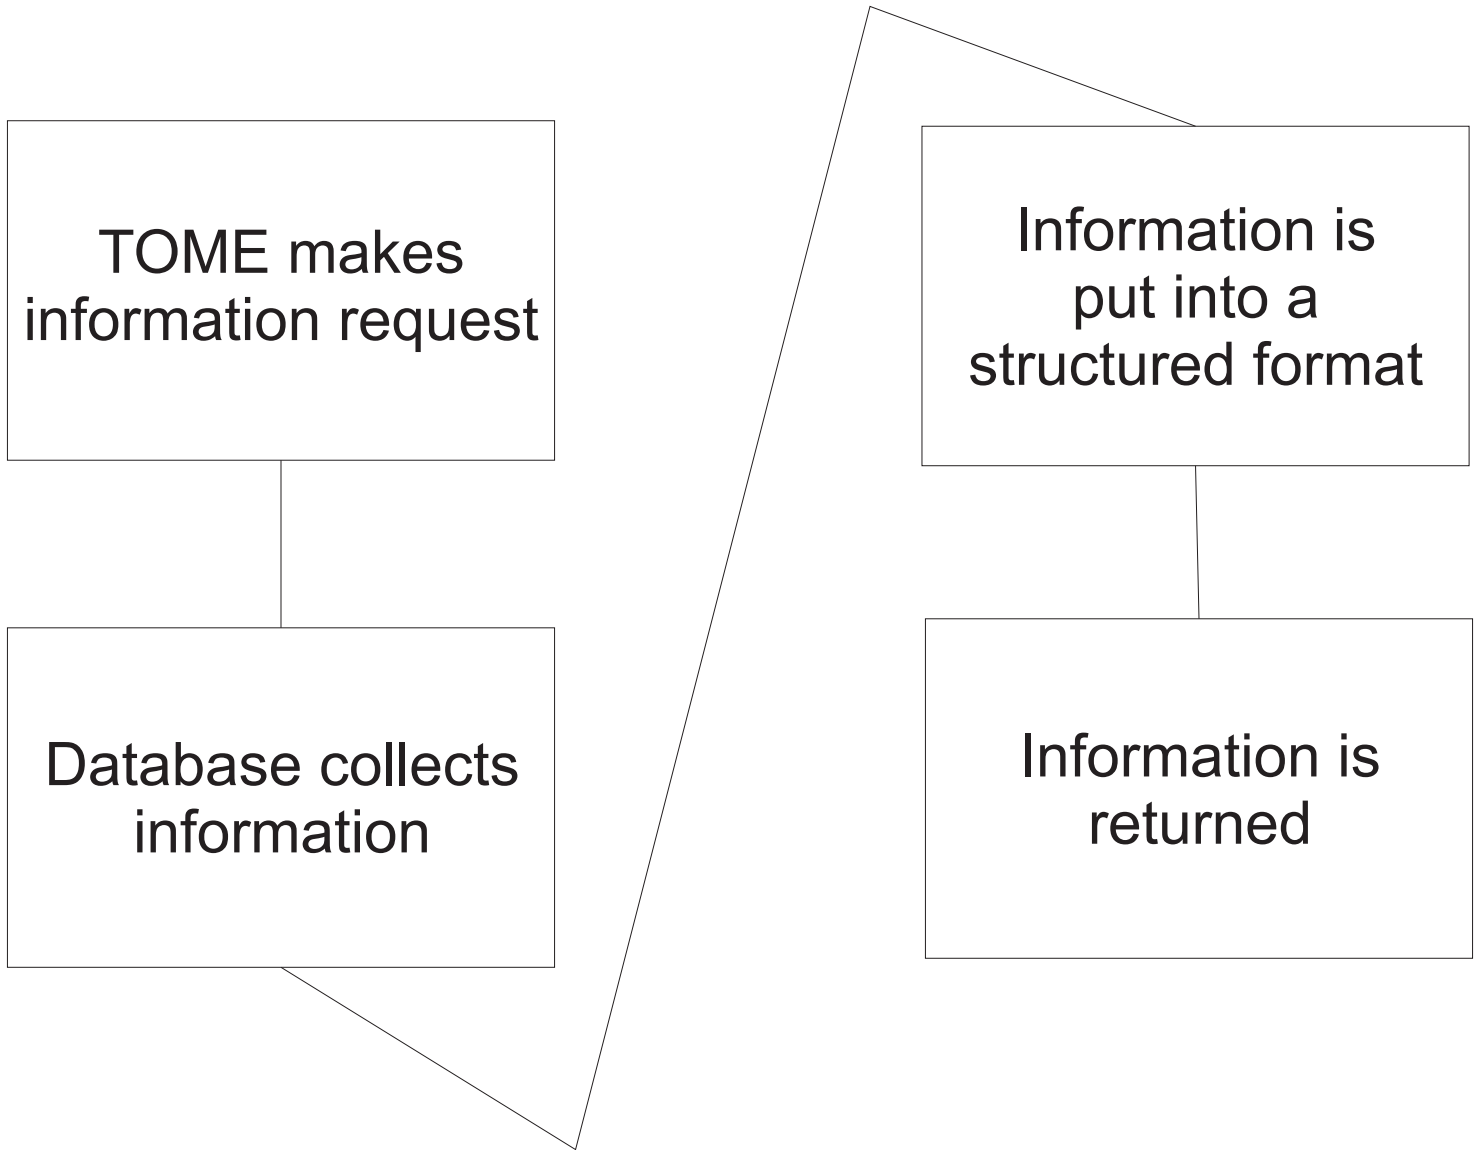 TOME makes
information request
Database collects
information
Information is
put into a
structured format
Information is
returned